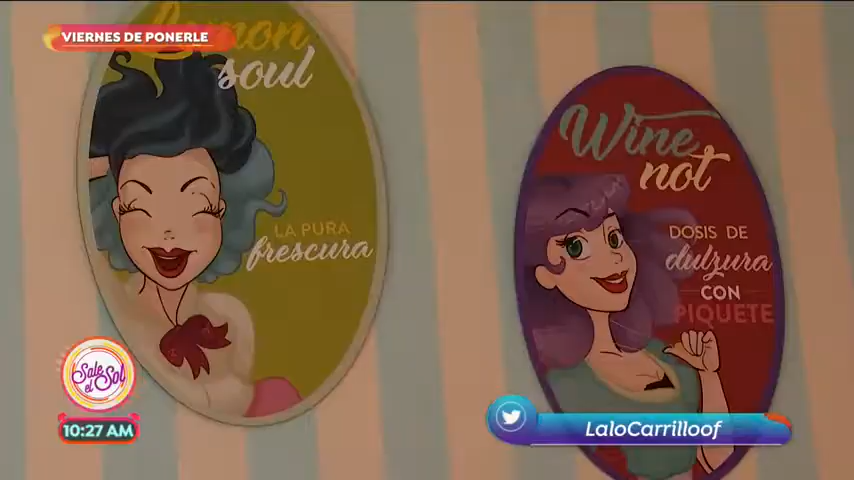 VIERNES DE PONERLE
Lemon
soul
LA PURA
frescura
Wine
not
DOSIS DE
dulzura
CON
PIQUETE
Sale
el Sol
10:27 AM
LaloCarrilloof